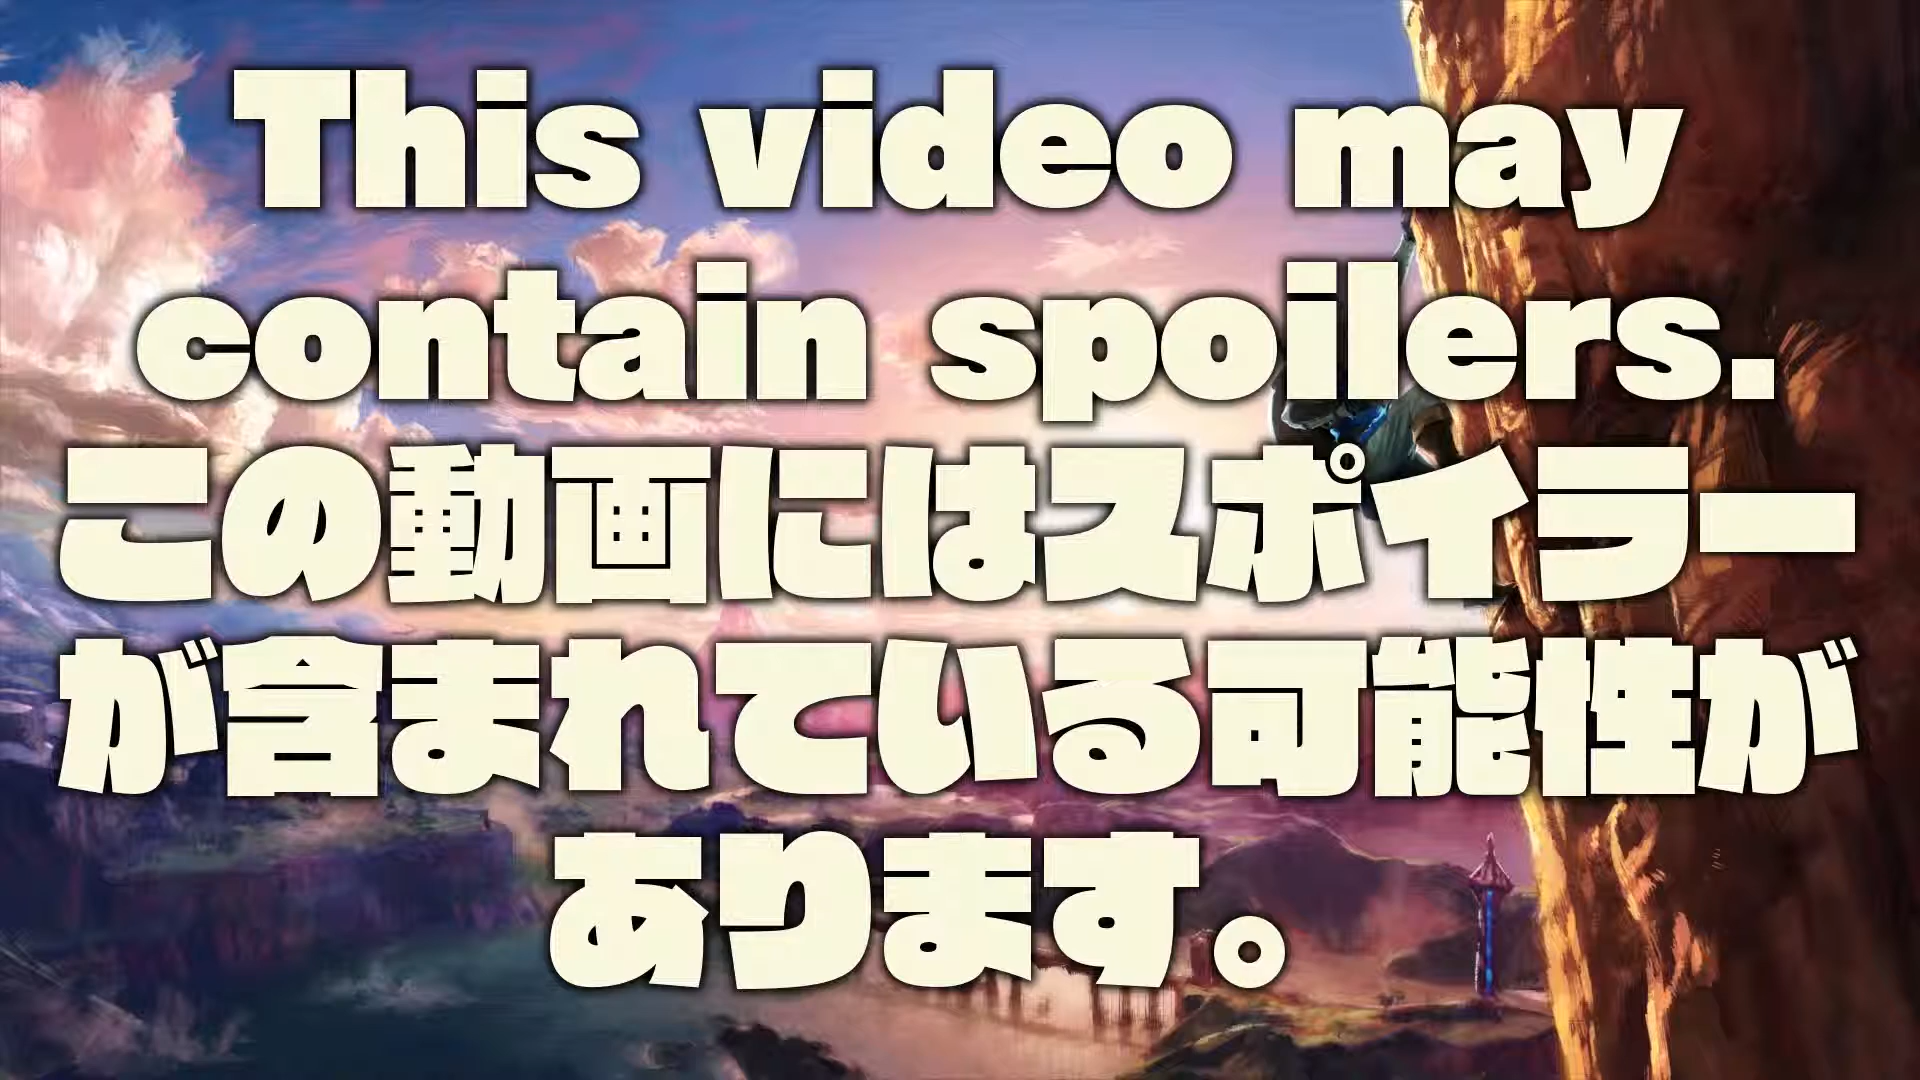 This video may
contain spoilers.
この動画にはスポイラー
が含まれている可能性が
あります。